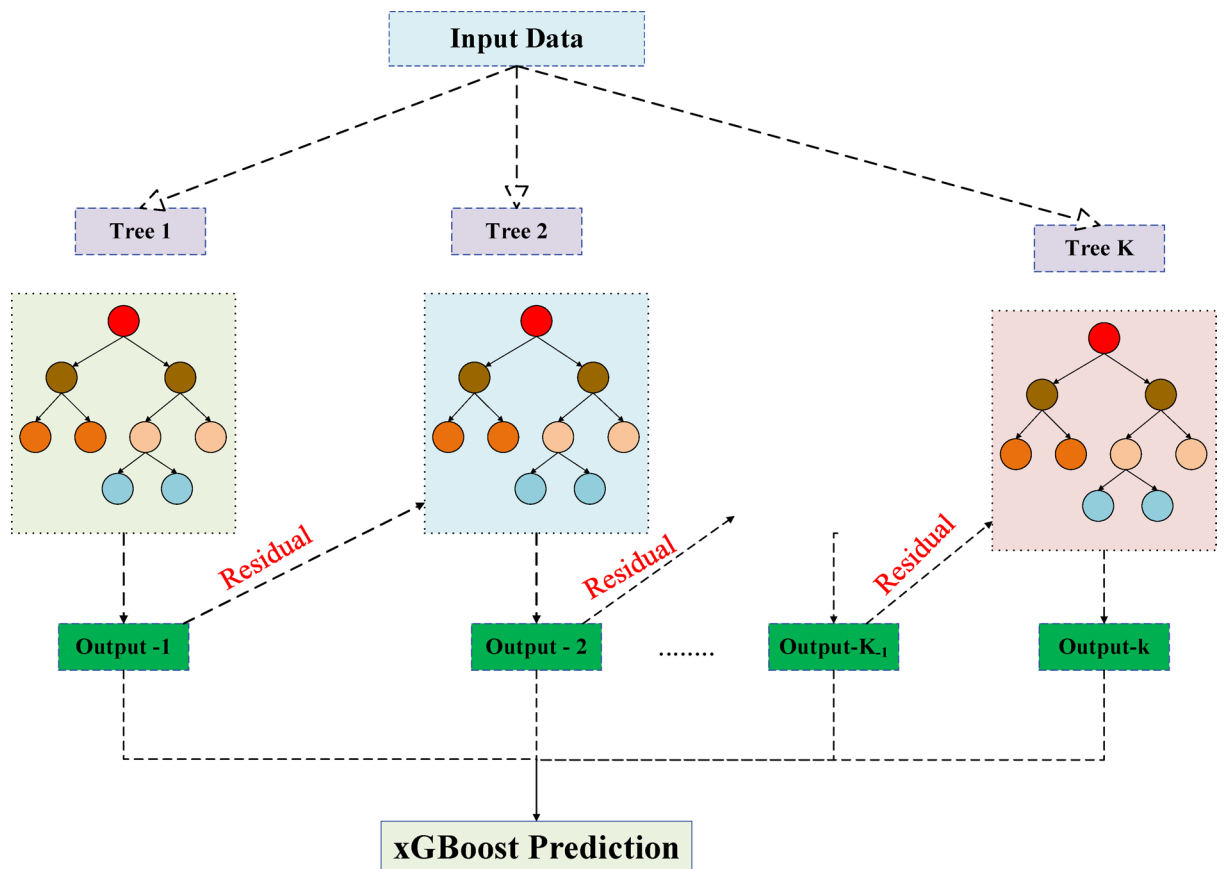 Input Data
Tree 1
Tree 2
Tree K
Residual
Residual
Residual
Output -1
Output - 2
........
Output-K-1
Output-k
xGBoost Prediction